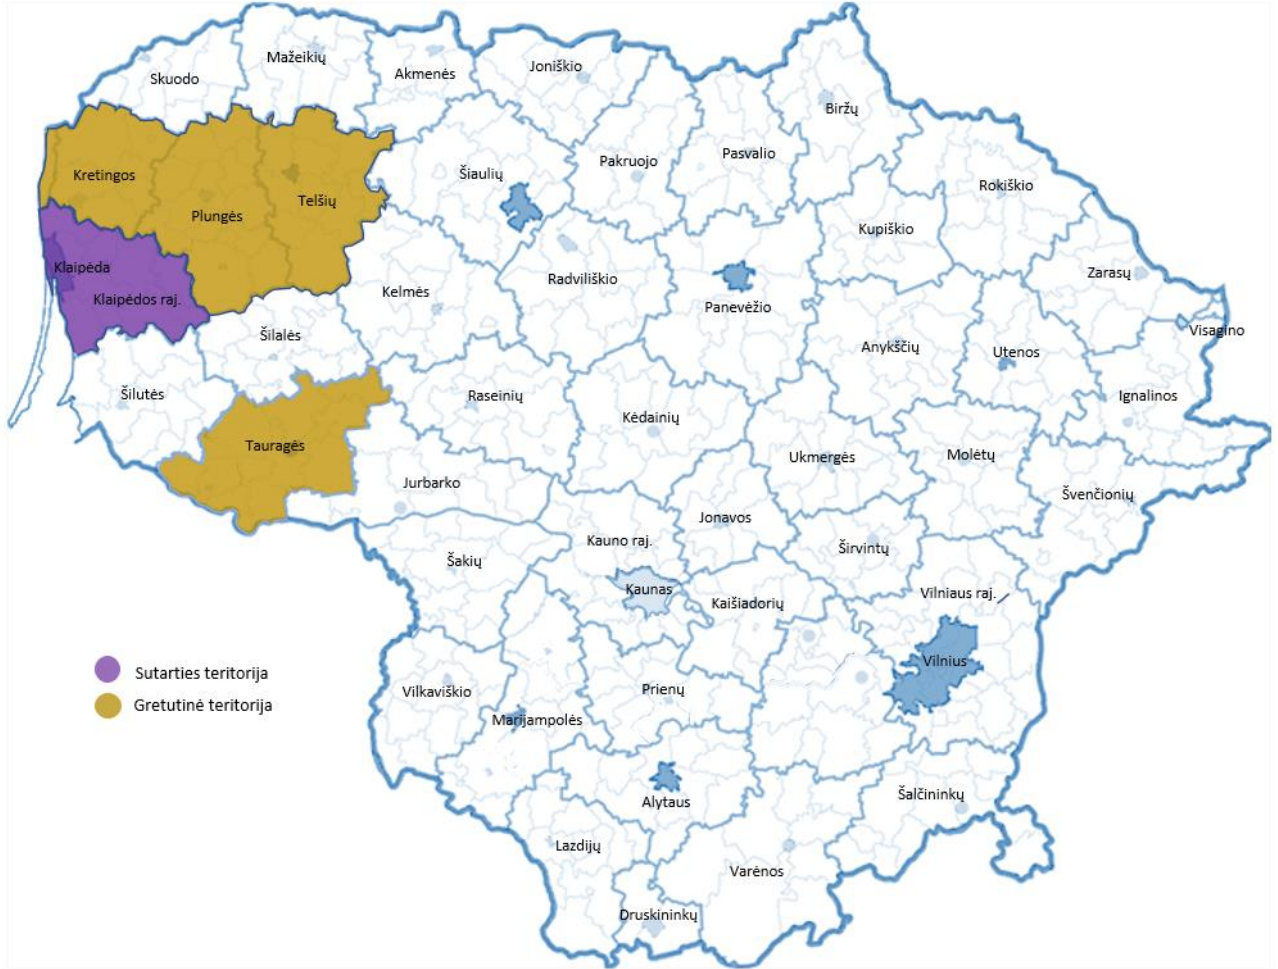 Mažeikių
Skuodo
Akmenės
Joniškio
Biržų
Kretingos
Plungės
Telšių
Šiaulių
Pakruojo
Pasvalio
Rokiškio
Kupiškio
Klaipėda
Klaipėdos raj.
Kelmės
Radviliškio
Panevėžio
Zarasų
Visagino
Šilalės
Anykščių
Utenos
Šilutės
Raseinių
Kėdainių
Ignalinos
Tauragės
Ukmergės
Molėtų
Jurbarko
Švenčionių
Jonavos
Kauno raj.
Širvintų
Šakių
Kaunas
Kaišiadorių
Vilniaus raj.
Vilnius
Sutarties teritorija
Gretutinė teritorija
Vilkaviškio
Prienų
Marijampolės
Alytaus
Šalčininkų
Lazdijų
Varėnos
Druskininkų